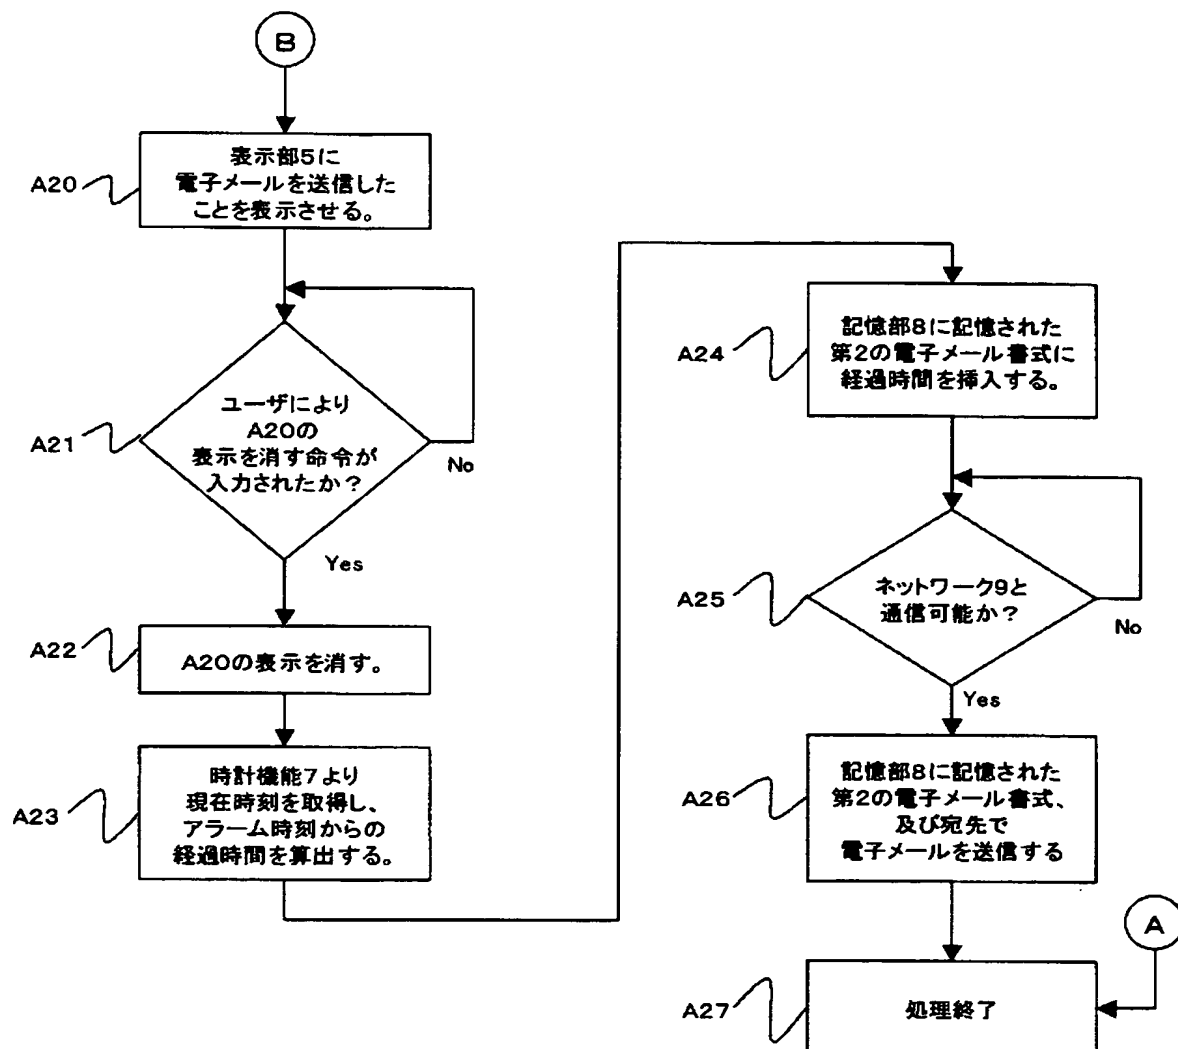 B
A20
表示部5に
電子メールを送信した
ことを表示させる。
A21
ユーザにより
A20の
表示を消す命令が
入力されたか?
No
Yes
A22
A20の表示を消す。
A23
時計機能7より
現在時刻を取得し、
アラーム時刻からの
経過時間を算出する。
A24
記憶部8に記憶された
第2の電子メール書式に
経過時間を挿入する。
A25
ネットワーク9と
通信可能か?
No
Yes
A26
記憶部8に記憶された
第2の電子メール書式、
及び宛先で
電子メールを送信する
A
A27
処理終了